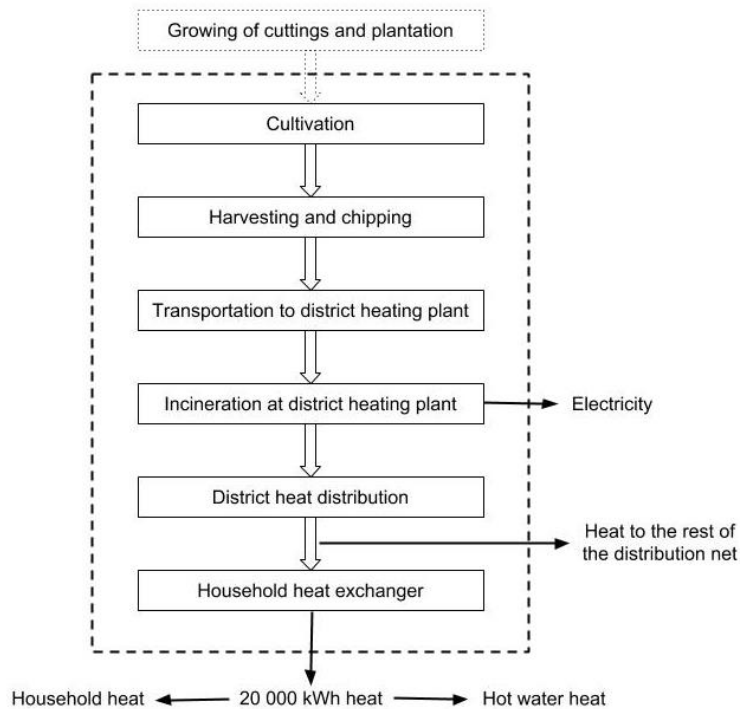 Growing of cuttings and plantation
Cultivation
Harvesting and chipping
Transportation to district heating plant
Incineration at district heating plant
Electricity
District heat distribution
Heat to the rest of
the distribution net
Household heat exchanger
Household heat
20 000 kWh heat
Hot water heat